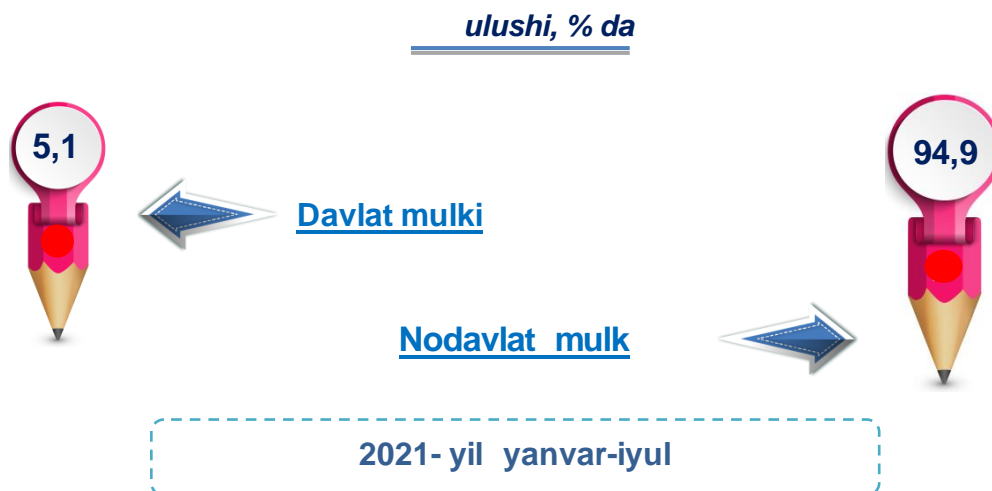 ulushi, % da
5,1
94,9
Davlat mulki
Nodavlat mulk
2021- yil yanvar-iyul